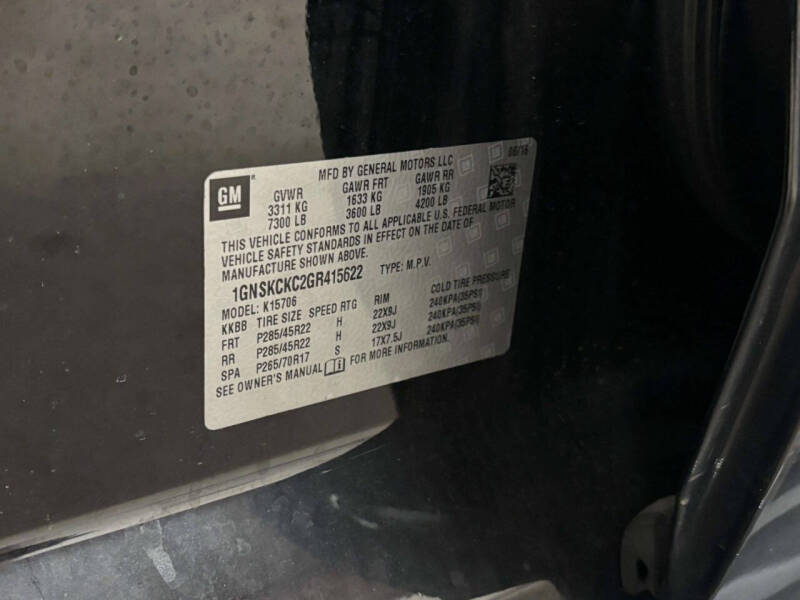 GM
MFD BY GENERAL MOTORS LLC 06/16
GVWR GAWR FRT GAWR RR
3311 KG 1633 KG 1905 KG
7300 LB 3600 LB 4200 LB
THIS VEHICLE CONFORMS TO ALL APPLICABLE U.S. FEDERAL MOTOR
VEHICLE SAFETY STANDARDS IN EFFECT ON THE DATE OF
MANUFACTURE SHOWN ABOVE.
1GNSKCKC2GR415622 TYPE: M.P.V.
MODEL: K15706
KKBB TIRE SIZE SPEED RTG RIM COLD TIRE PRESSURE
FRT P285/45R22 H 22X9J 240KPA(35PSI)
RR P285/45R22 H 22X9J 240KPA(35PSI)
SPA P265/70R17 S 17X7.5J 240KPA(35PSI)
SEE OWNER'S MANUAL FOR MORE INFORMATION.